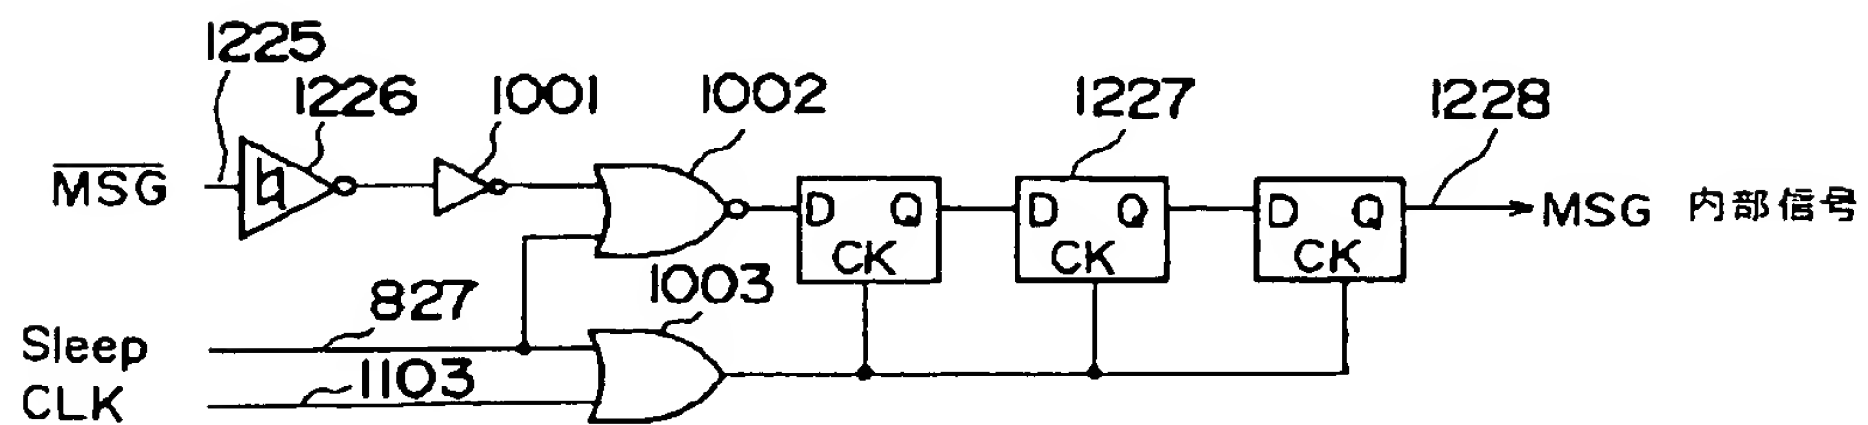 1225
1226
1001
1002
1227
1228
M̅S̅G̅
D Q
CK
D Q
CK
D Q
CK
MSG 内部信号
1003
827
Sleep
1103
CLK